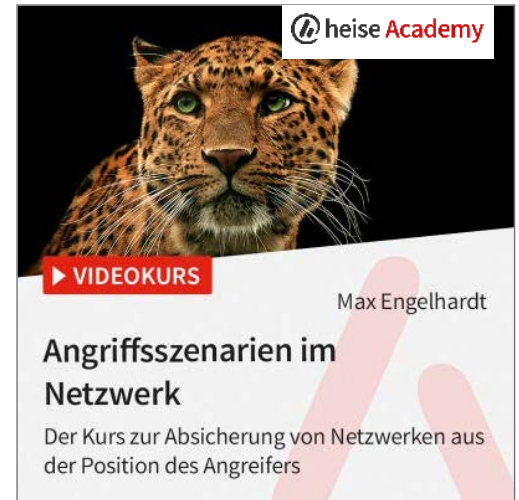 heise Academy
VIDEOKURS
Max Engelhardt
Angriffsszenarien im
Netzwerk
Der Kurs zur Absicherung von Netzwerken aus
der Position des Angreifers